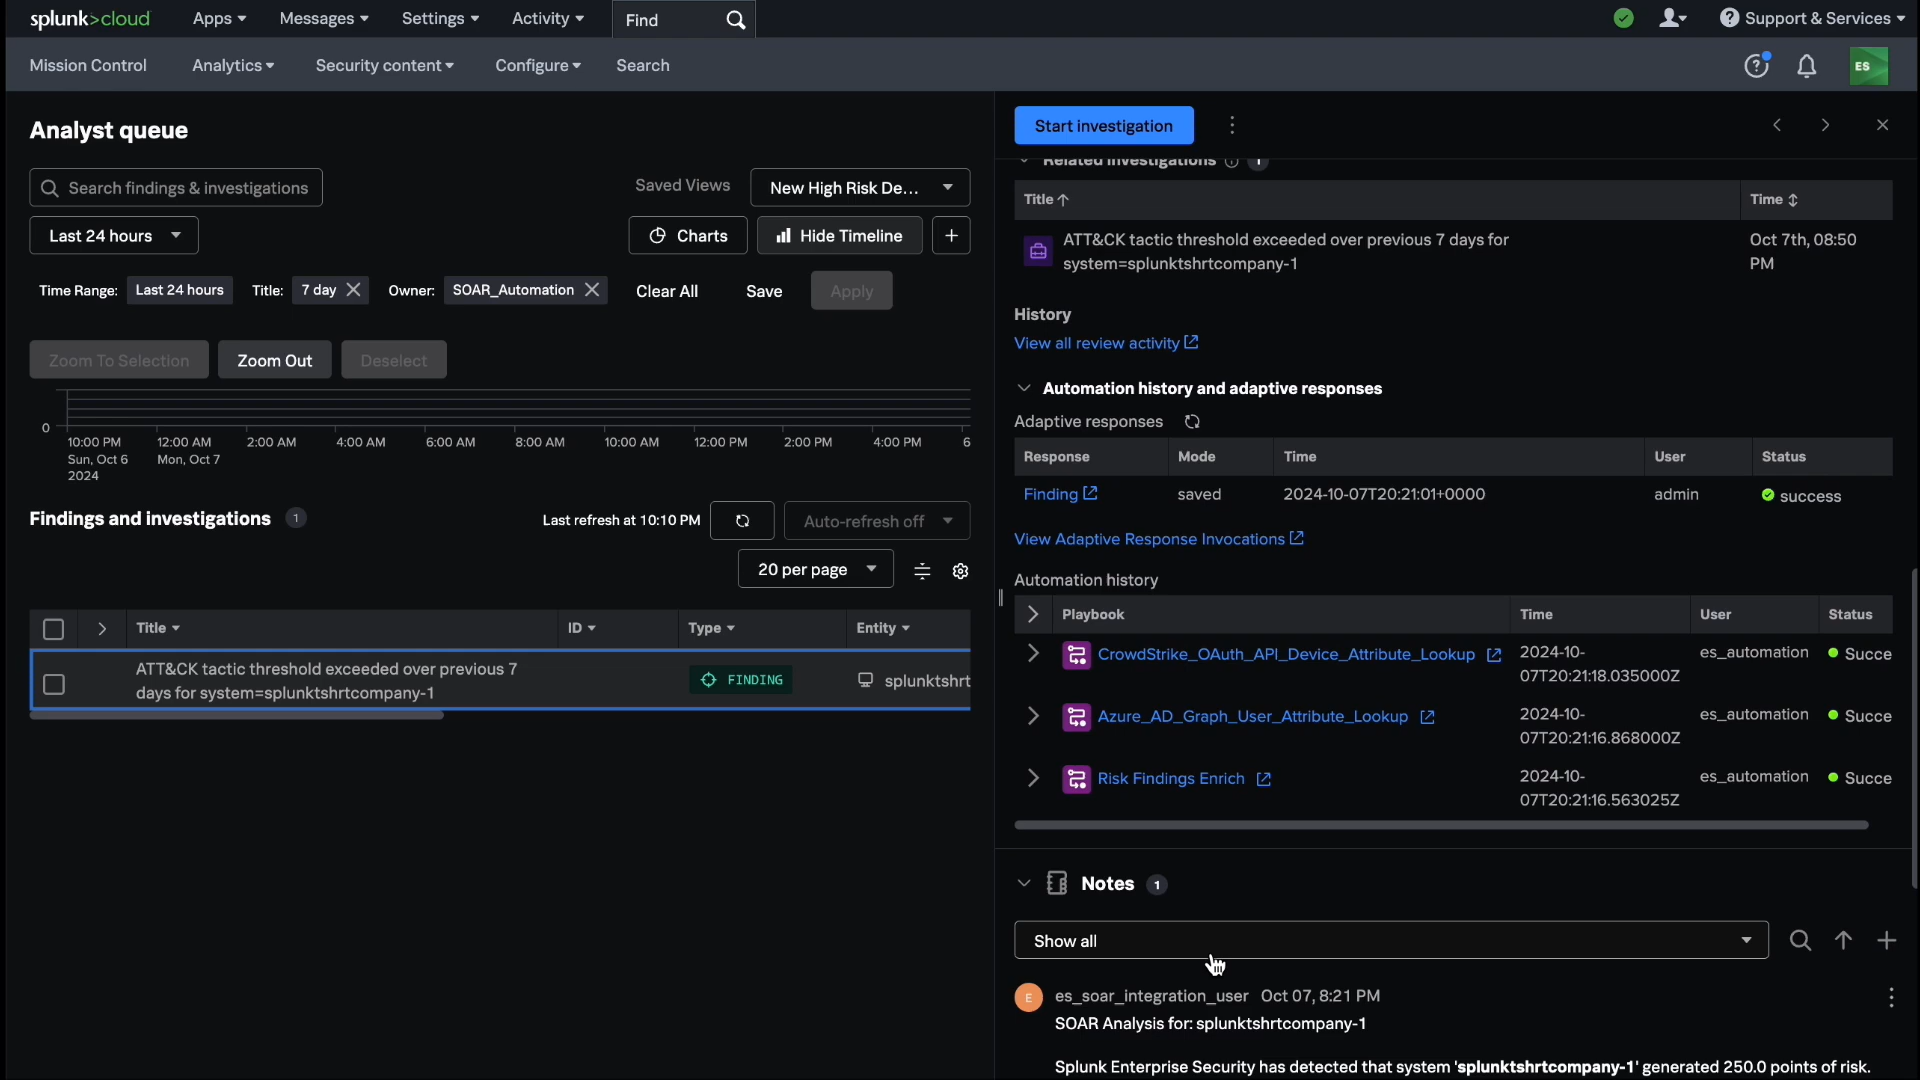 splunk>cloud Apps Messages Settings Activity Find Support & Services
Mission Control Analytics Security content Configure Search ES
Analyst queue
Search findings & investigations Saved Views New High Risk De...
Last 24 hours Charts Hide Timeline
Time Range: Last 24 hours Title: 7 day Owner: SOAR_Automation Clear All Save Apply
Zoom To Selection Zoom Out Deselect
0
10:00 PM 12:00 AM 2:00 AM 4:00 AM 6:00 AM 8:00 AM 10:00 AM 12:00 PM 2:00 PM 4:00 PM 6
Sun, Oct 6 Mon, Oct 7
2024
Findings and investigations 1 Last refresh at 10:10 PM Auto-refresh off
20 per page
Title ID Type Entity
ATT&CK tactic threshold exceeded over previous 7
days for system=splunktshrtcompany-1
FINDING splunktshrt
Start investigation
Related investigations 1
Title Time
ATT&CK tactic threshold exceeded over previous 7 days for
system=splunktshrtcompany-1
Oct 7th, 08:50
PM
History
View all review activity
Automation history and adaptive responses
Adaptive responses
Response Mode Time User Status
Finding saved 2024-10-07T20:21:01+0000 admin success
View Adaptive Response Invocations
Automation history
Playbook Time User Status
CrowdStrike_OAuth_API_Device_Attribute_Lookup 2024-10- es_automation Succe
07T20:21:18.035000Z
Azure_AD_Graph_User_Attribute_Lookup 2024-10- es_automation Succe
07T20:21:16.868000Z
Risk Findings Enrich 2024-10- es_automation Succe
07T20:21:16.563025Z
Notes 1
Show all
E es_soar_integration_user Oct 07, 8:21 PM
SOAR Analysis for: splunktshrtcompany-1
Splunk Enterprise Security has detected that system 'splunktshrtcompany-1' generated 250.0 points of risk.